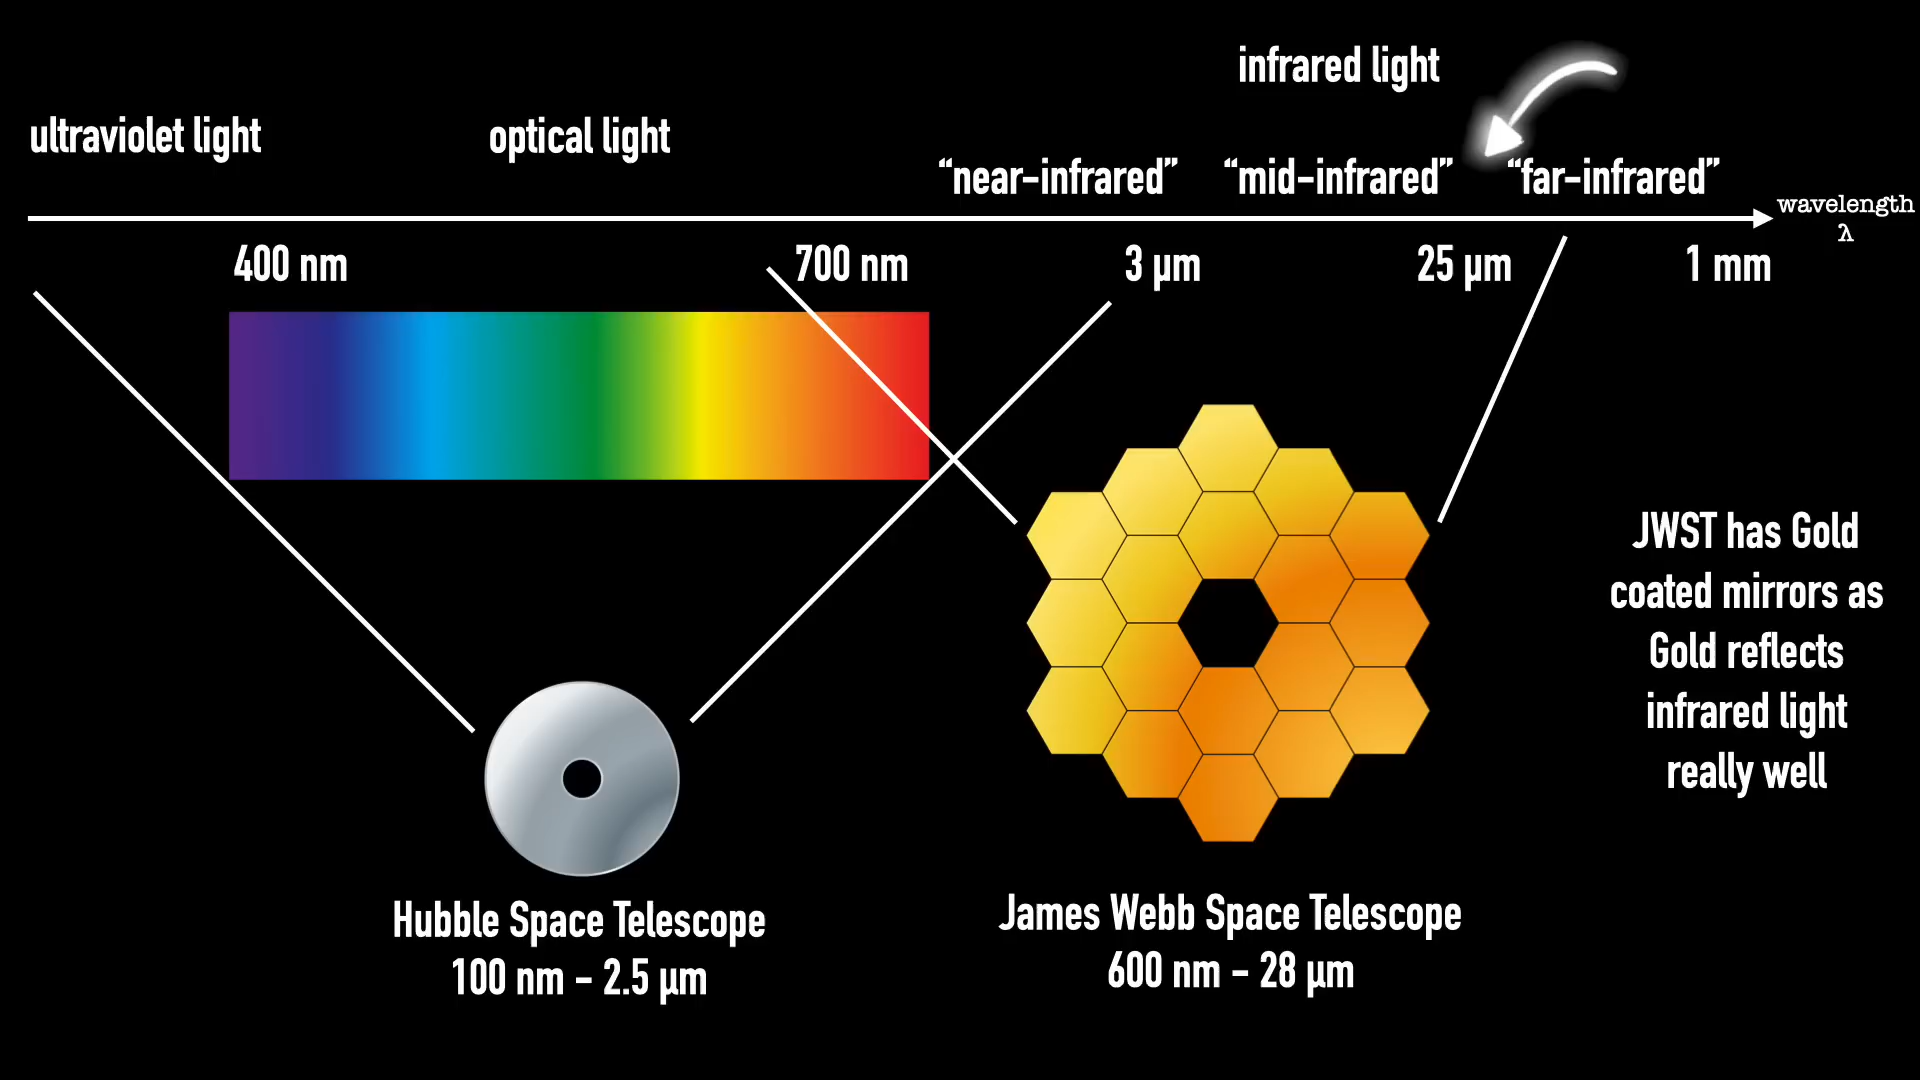 infrared light
ultraviolet light
optical light
“near-infrared”
“mid-infrared”
“far-infrared”
wavelength
λ
400 nm
700 nm
3 µm
25 µm
1 mm
JWST has Gold
coated mirrors as
Gold reflects
infrared light
really well
Hubble Space Telescope
100 nm - 2.5 µm
James Webb Space Telescope
600 nm - 28 µm